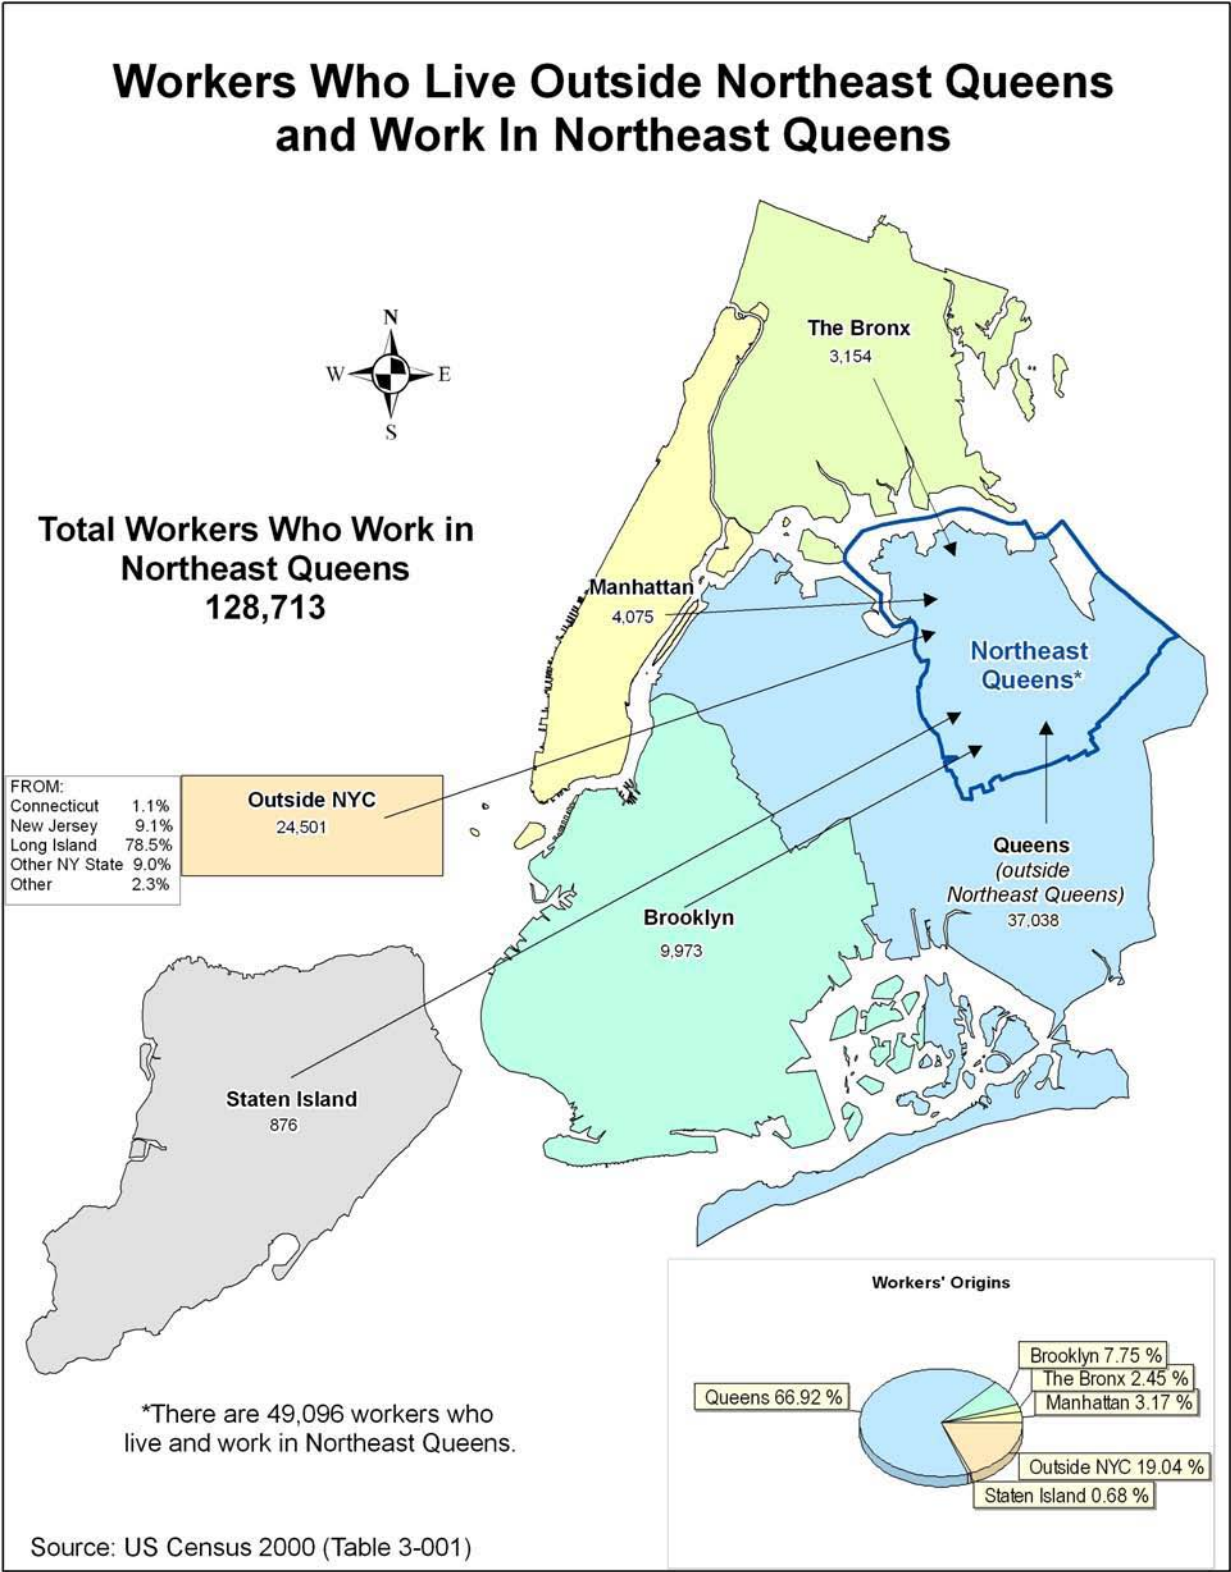 Workers Who Live Outside Northeast Queens
and Work In Northeast Queens
N
W
E
S
The Bronx
3,154
Total Workers Who Work in
Northeast Queens
128,713
Manhattan
4,075
Northeast
Queens*
FROM:
Connecticut 1.1%
New Jersey 9.1%
Long Island 78.5%
Other NY State 9.0%
Other 2.3%
Outside NYC
24,501
Queens
(outside
Northeast Queens)
37,038
Brooklyn
9,973
Staten Island
876
Workers' Origins
Brooklyn 7.75 %
The Bronx 2.45 %
Manhattan 3.17 %
Queens 66.92 %
Outside NYC 19.04 %
Staten Island 0.68 %
*There are 49,096 workers who
live and work in Northeast Queens.
Source: US Census 2000 (Table 3-001)